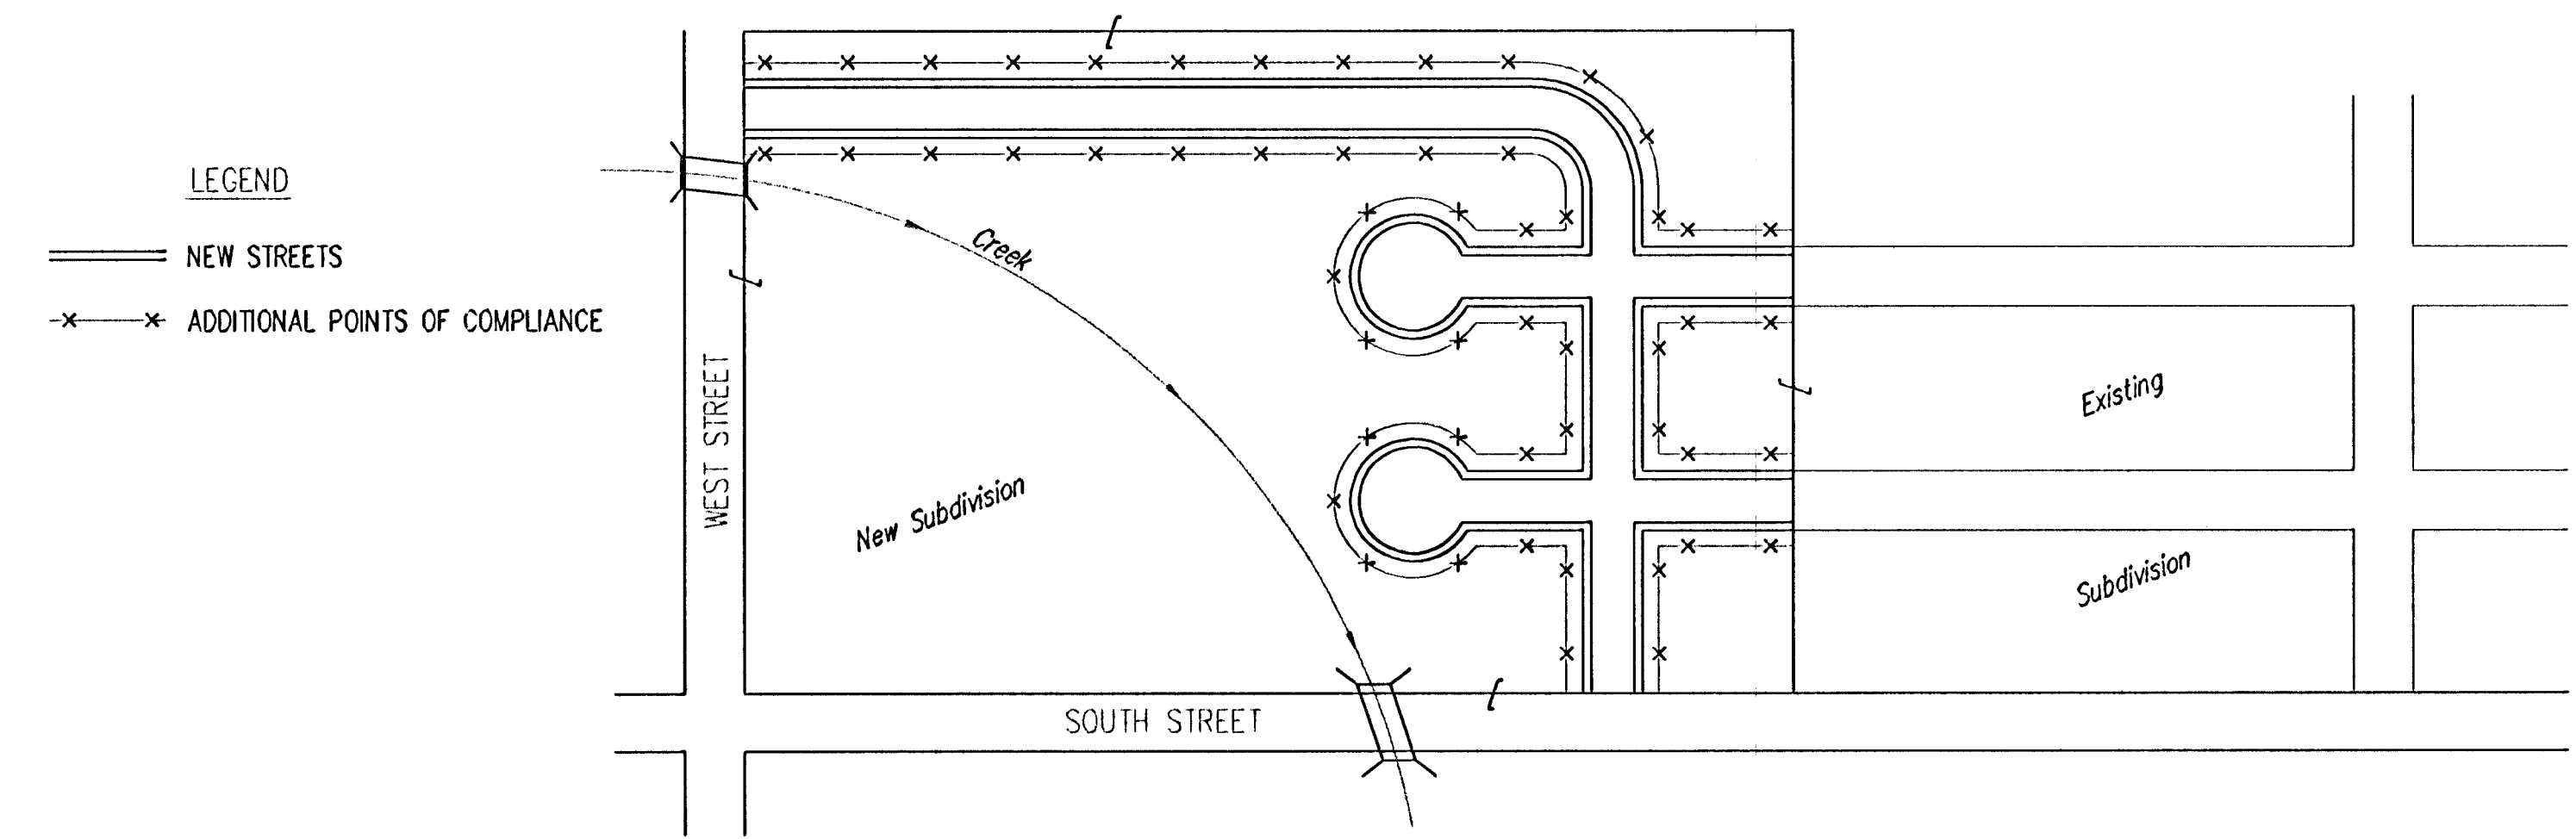 LEGEND
NEW STREETS
ADDITIONAL POINTS OF COMPLIANCE
WEST STREET
Creek
New Subdivision
SOUTH STREET
Existing
Subdivision